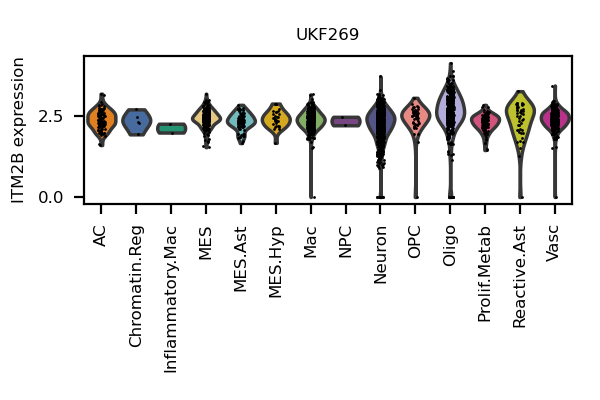 UKF269
ITM2B expression
2.5
0.0
AC
Chromatin.Reg
Inflammatory.Mac
MES
MES.Ast
MES.Hyp
Mac
NPC
Neuron
OPC
Oligo
Prolif.Metab
Reactive.Ast
Vasc